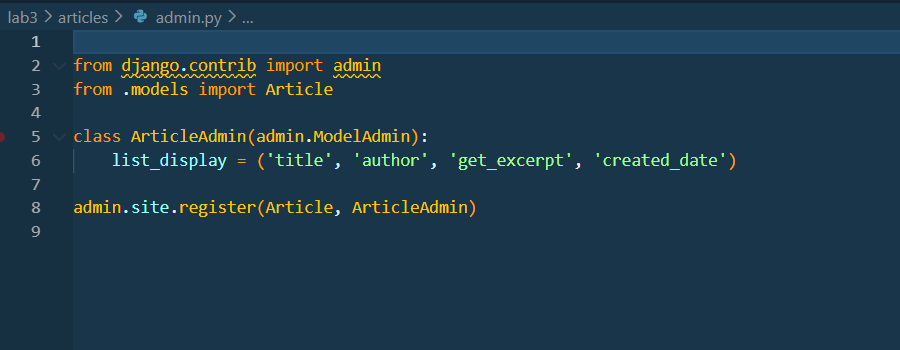 lab3 > articles > admin.py > ...
1
2 from django.contrib import admin
3 from .models import Article
4
5 class ArticleAdmin(admin.ModelAdmin):
6     list_display = ('title', 'author', 'get_excerpt', 'created_date')
7
8 admin.site.register(Article, ArticleAdmin)
9